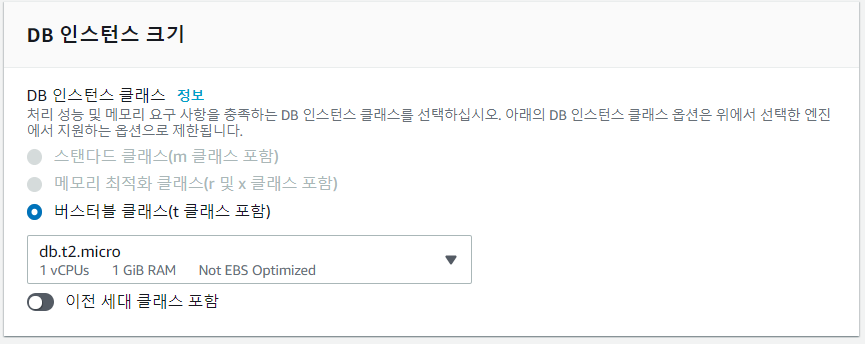 DB 인스턴스 크기
DB 인스턴스 클래스 정보
처리 성능 및 메모리 요구 사항을 충족하는 DB 인스턴스 클래스를 선택하십시오. 아래의 DB 인스턴스 클래스 옵션은 위에서 선택한 엔진
에서 지원하는 옵션으로 제한됩니다.
스탠다드 클래스(m 클래스 포함)
메모리 최적화 클래스(r 및 x 클래스 포함)
버스터블 클래스(t 클래스 포함)
db.t2.micro
1 vCPUs 1 GiB RAM Not EBS Optimized
이전 세대 클래스 포함